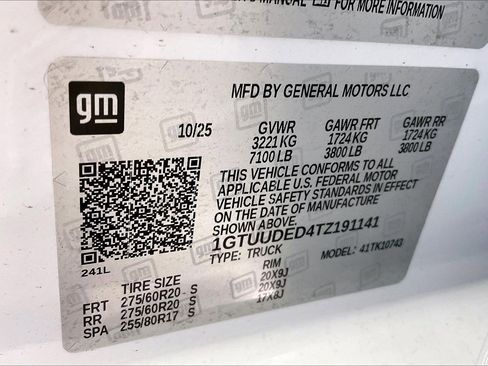 & MANUAL FOR MORE INFORMATION
gm
MFD BY GENERAL MOTORS LLC
10/25 GVWR GAWR FRT GAWR RR
3221 KG 1724 KG 1724 KG
7100 LB 3800 LB 3800 LB
THIS VEHICLE CONFORMS TO ALL
APPLICABLE U.S. FEDERAL MOTOR
VEHICLE SAFETY STANDARDS IN EFFECT
ON THE DATE OF MANUFACTURE
SHOWN ABOVE.
1GTUUDED4TZ191141
TYPE: TRUCK MODEL: 41TK10743
241L
TIRE SIZE RIM
FRT 275/60R20 S 20X9J
RR 275/60R20 S 20X9J
SPA 255/80R17 S 17X8J